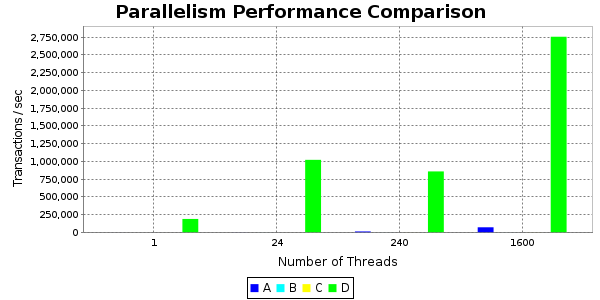 Parallelism Performance Comparison
Transactions / sec
2,750,000
2,500,000
2,250,000
2,000,000
1,750,000
1,500,000
1,250,000
1,000,000
750,000
500,000
250,000
0
1 24 240 1600
Number of Threads
A B C D